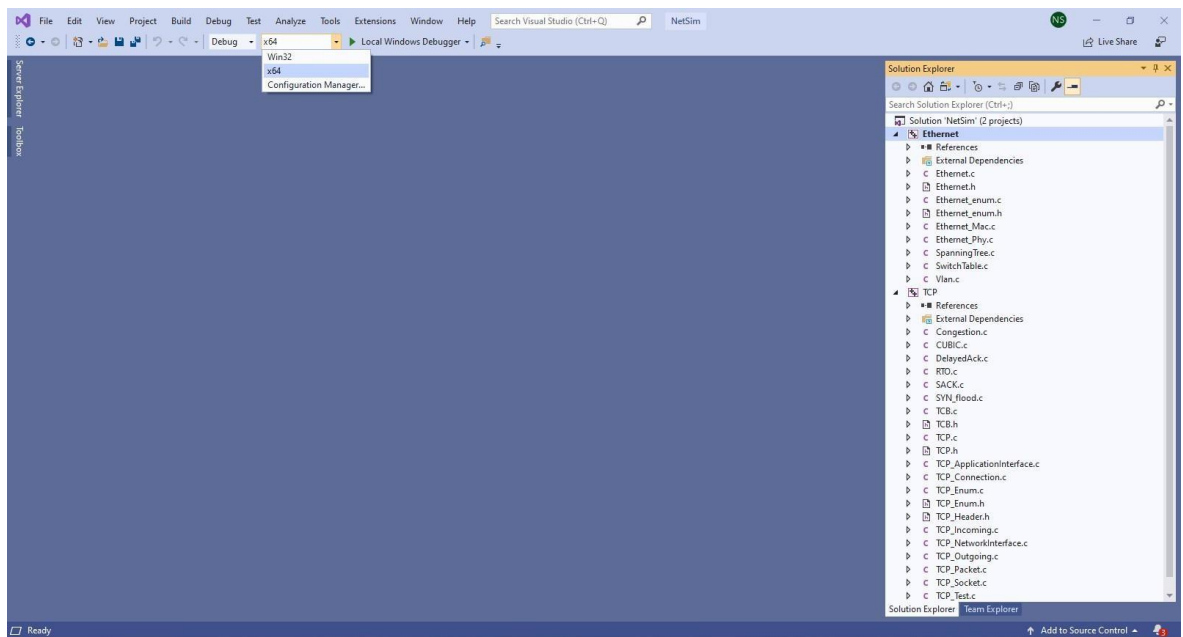 File Edit View Project Build Debug Test Analyze Tools Extensions Window Help Search Visual Studio (Ctrl+Q) NetSim NS
Debug x64 Local Windows Debugger Live Share
Win32
x64
Configuration Manager...
Server Explorer
Toolbox
Solution Explorer
Search Solution Explorer (Ctrl+;)
Solution 'NetSim' (2 projects)
Ethernet
References
External Dependencies
Ethernet.c
Ethernet.h
Ethernet_enum.c
Ethernet_enum.h
Ethernet_Mac.c
Ethernet_Phy.c
SpanningTree.c
SwitchTable.c
Vlan.c
TCP
References
External Dependencies
Congestion.c
CUBIC.c
DelayedAck.c
RTO.c
SACK.c
SYN_flood.c
TCB.c
TCB.h
TCP.c
TCP.h
TCP_ApplicationInterface.c
TCP_Connection.c
TCP_Enum.c
TCP_Enum.h
TCP_Header.h
TCP_Incoming.c
TCP_NetworkInterface.c
TCP_Outgoing.c
TCP_Packet.c
TCP_Socket.c
TCP_Test.c
Solution Explorer Team Explorer
Ready Add to Source Control 3